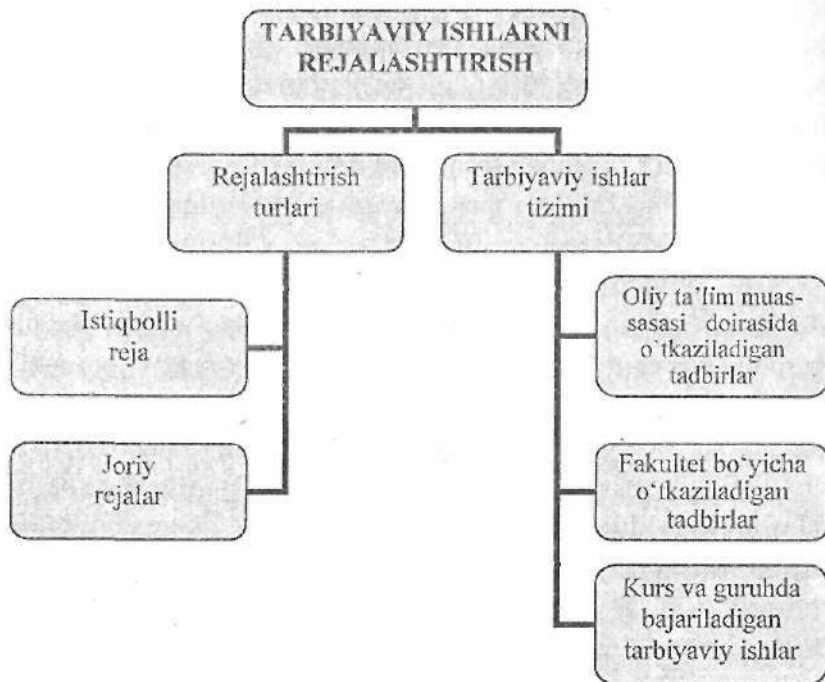 TARBIYAVIY ISHLARNI
REJALASHTIRISH
Rejalashtirish
turlari
Tarbiyaviy ishlar
tizimi
Istiqbolli
reja
Joriy
rejalar
Oliy ta’lim muas-
sasasi doirasida
o`tkaziladigan
tadbirlar
Fakultet bo‘yicha
o‘tkaziladigan
tadbirlar
Kurs va guruhda
bajariladigan
tarbiyaviy ishlar